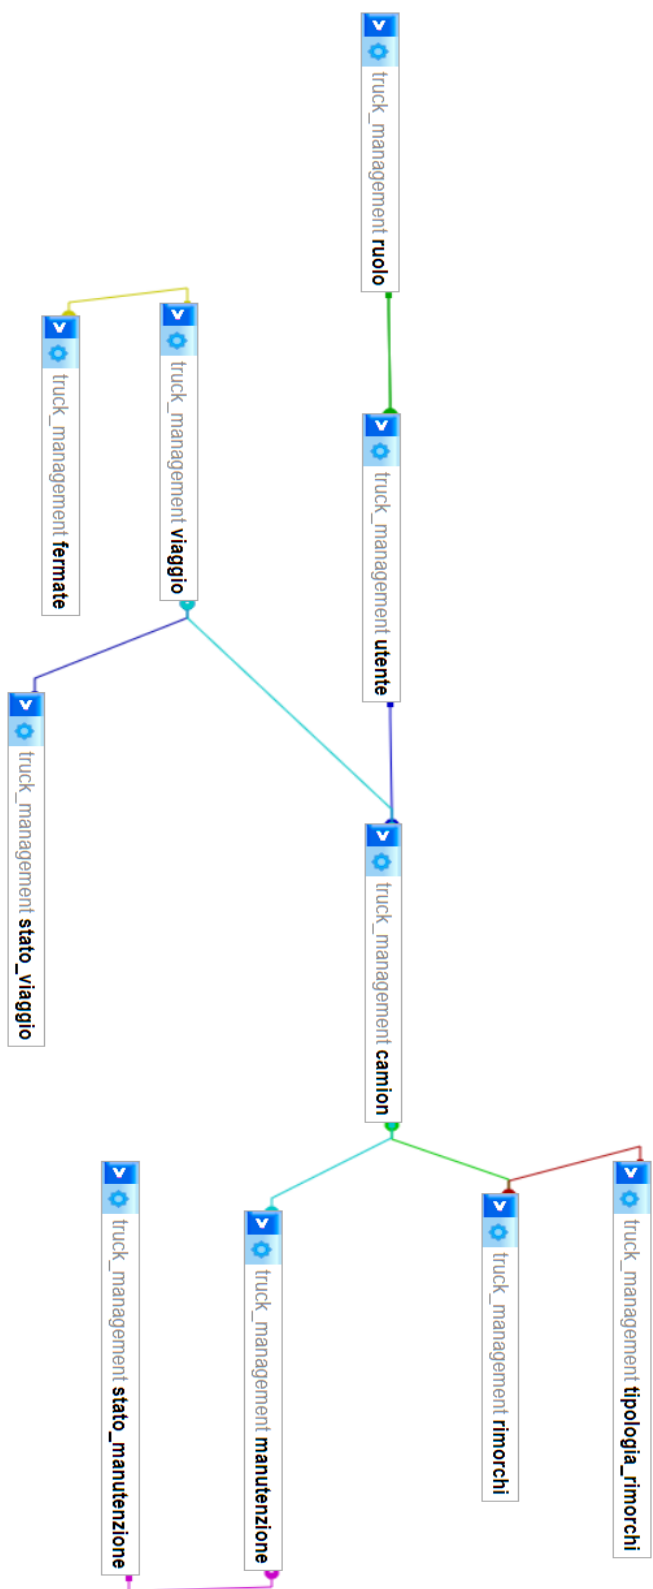 truck_management ruolo
truck_management utente
truck_management viaggio
truck_management fermate
truck_management stato_viaggio
truck_management camion
truck_management tipologia_rimorchi
truck_management rimorchi
truck_management manutenzione
truck_management stato_manutenzione